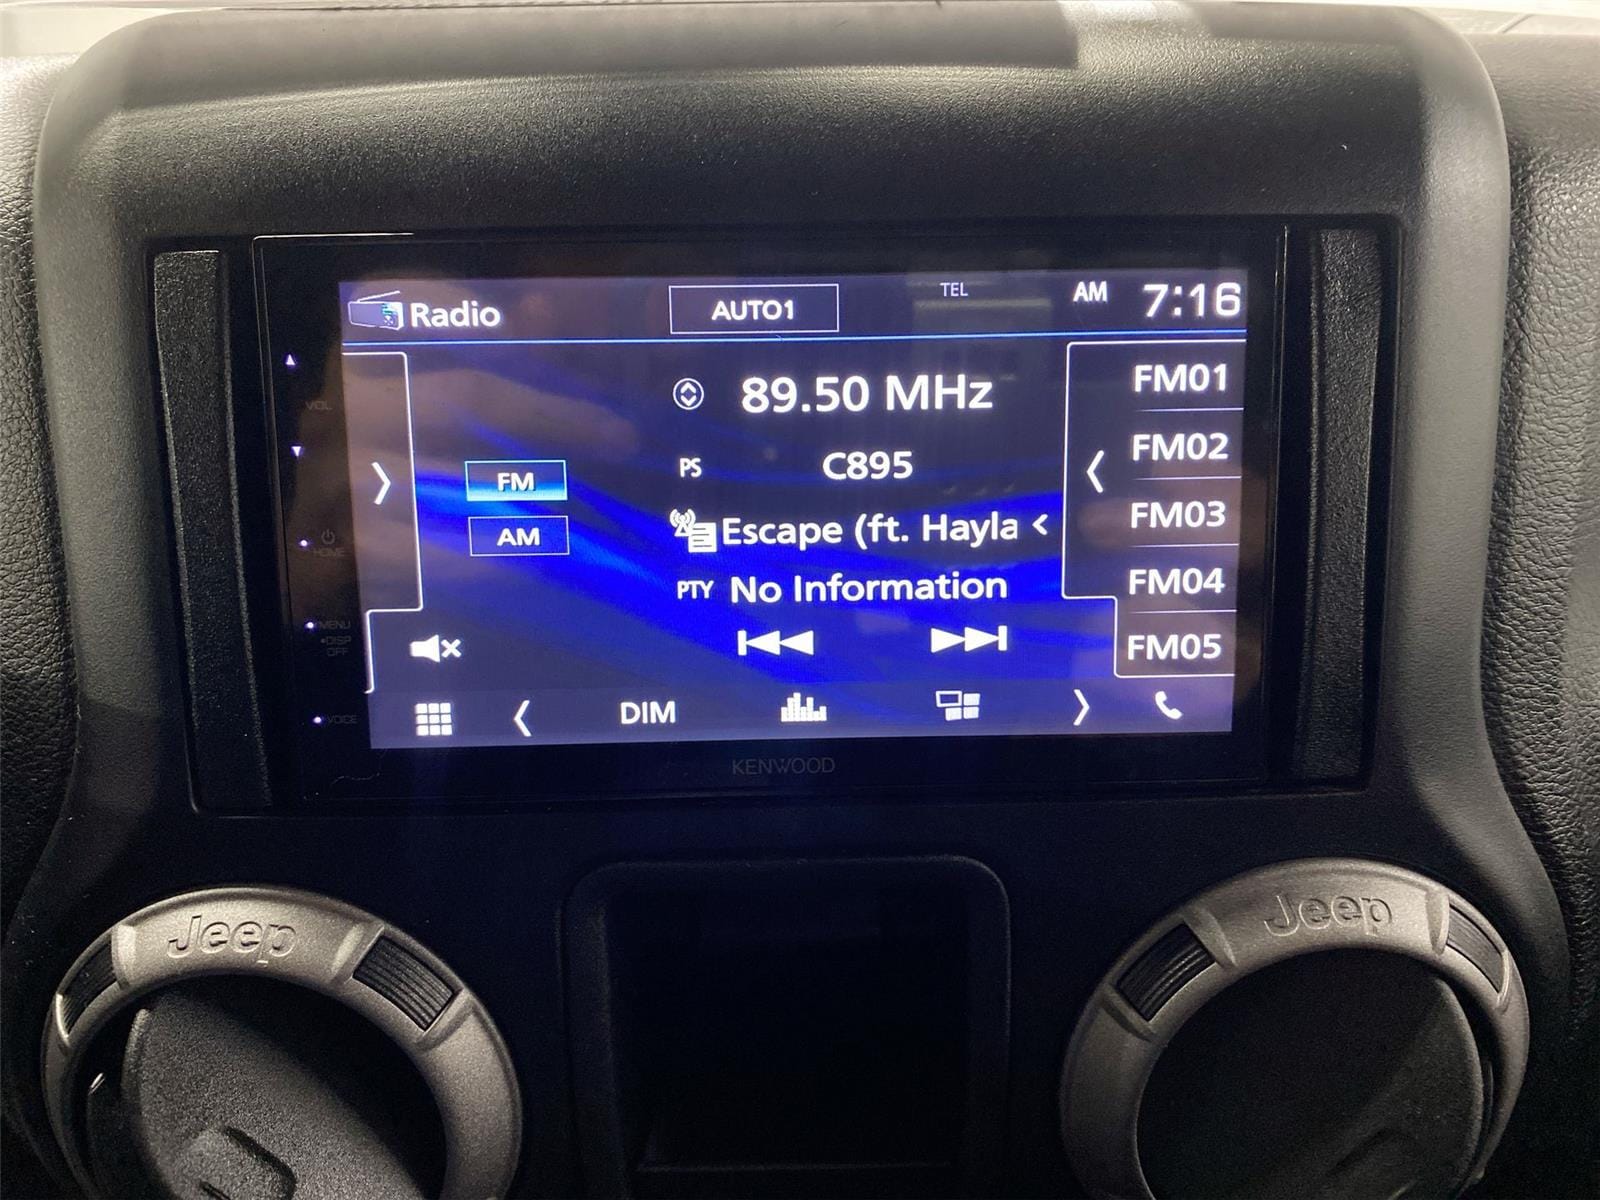 Radio
AUTO1
TEL
AM 7:16
VOL
HOME
MENU
•DISP
OFF
VOICE
FM
AM
89.50 MHz
PS C895
Escape (ft. Hayla <
PTY No Information
FM01
FM02
FM03
FM04
FM05
DIM
KENWOOD
Jeep
Jeep